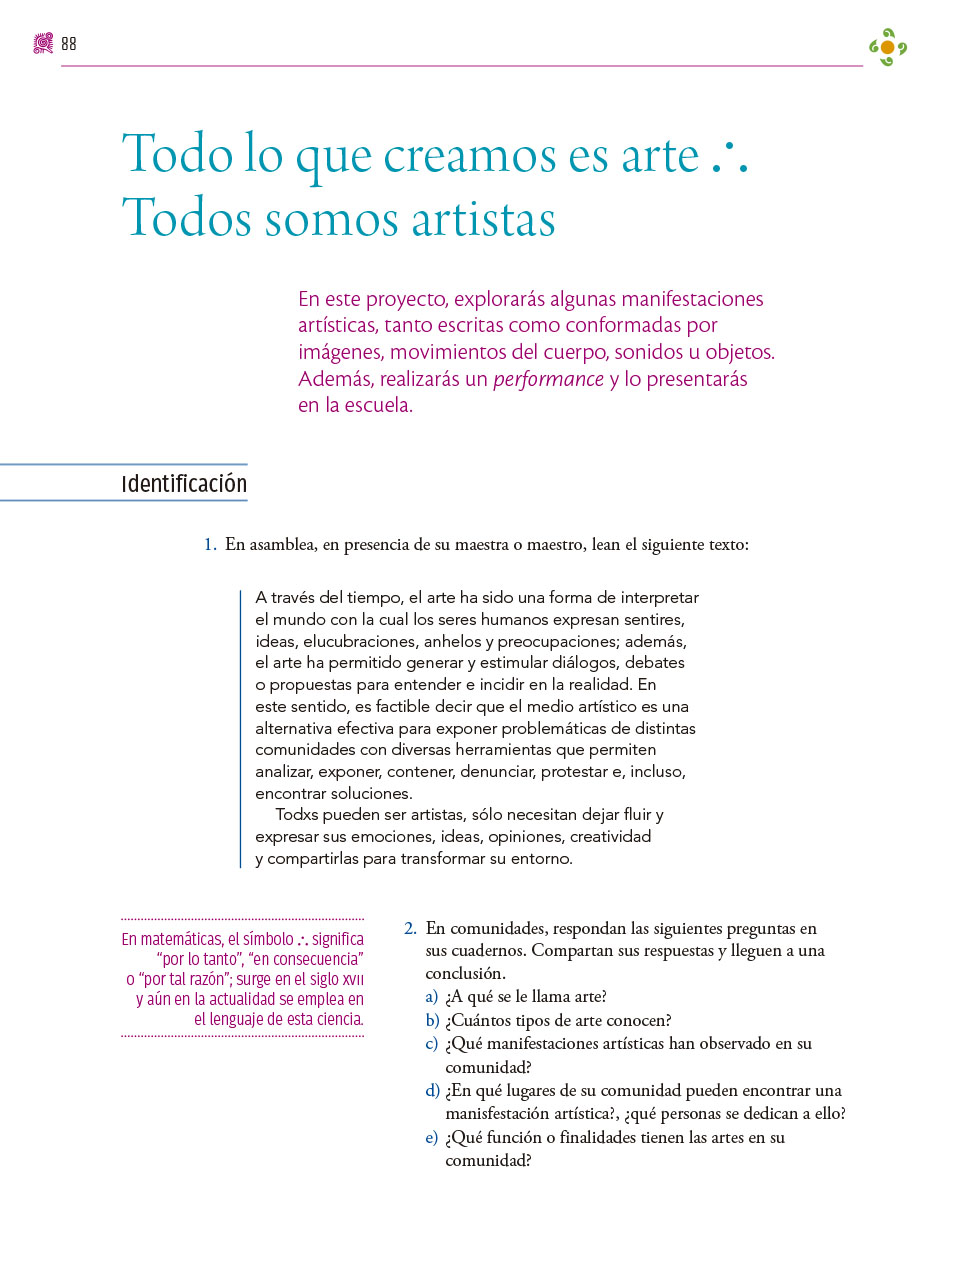 88
Todo lo que creamos es arte ∴
Todos somos artistas
En este proyecto, explorarás algunas manifestaciones
artísticas, tanto escritas como conformadas por
imágenes, movimientos del cuerpo, sonidos u objetos.
Además, realizarás un performance y lo presentarás
en la escuela.
Identificación
1. En asamblea, en presencia de su maestra o maestro, lean el siguiente texto:
A través del tiempo, el arte ha sido una forma de interpretar
el mundo con la cual los seres humanos expresan sentires,
ideas, elucubraciones, anhelos y preocupaciones; además,
el arte ha permitido generar y estimular diálogos, debates
o propuestas para entender e incidir en la realidad. En
este sentido, es factible decir que el medio artístico es una
alternativa efectiva para exponer problemáticas de distintas
comunidades con diversas herramientas que permiten
analizar, exponer, contener, denunciar, protestar e, incluso,
encontrar soluciones.
Todxs pueden ser artistas, sólo necesitan dejar fluir y
expresar sus emociones, ideas, opiniones, creatividad
y compartirlas para transformar su entorno.
En matemáticas, el símbolo ∴ significa
“por lo tanto”, “en consecuencia”
o “por tal razón”; surge en el siglo XVII
y aún en la actualidad se emplea en
el lenguaje de esta ciencia.
2. En comunidades, respondan las siguientes preguntas en
sus cuadernos. Compartan sus respuestas y lleguen a una
conclusión.
a) ¿A qué se le llama arte?
b) ¿Cuántos tipos de arte conocen?
c) ¿Qué manifestaciones artísticas han observado en su
comunidad?
d) ¿En qué lugares de su comunidad pueden encontrar una
manisfestación artística?, ¿qué personas se dedican a ello?
e) ¿Qué función o finalidades tienen las artes en su
comunidad?